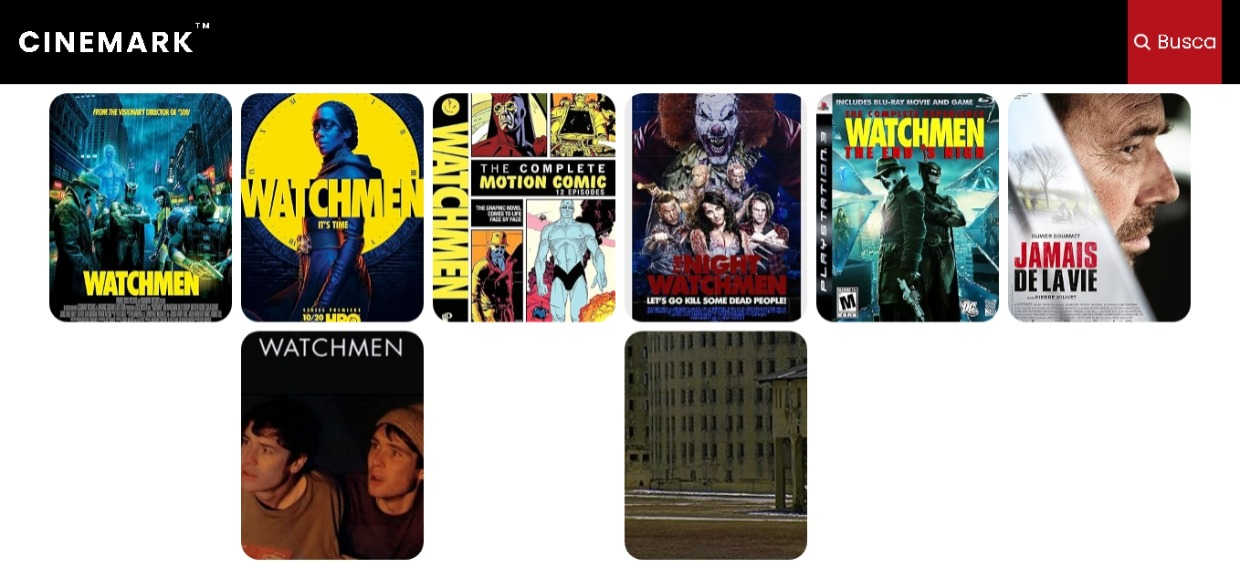 CINEMARK™
Busca
FROM THE VISIONARY DIRECTOR OF "300"
WATCHMEN
WATCHMEN
IT'S TIME
SERIES PREMIERE
10/20 HBO
WATCHMEN
THE COMPLETE
MOTION COMIC
12 EPISODES
THE GRAPHIC NOVEL
COMES TO LIFE
PAGE BY PAGE
THE NIGHT
WATCHMEN
LET'S GO KILL SOME DEAD PEOPLE!
PLAYSTATION 3
INCLUDES BLU-RAY MOVIE AND GAME
THE COMPLETE EXPERIENCE
WATCHMEN
THE END IS NIGH
M
DC
OLIVIER GOURMET
JAMAIS
DE LA VIE
PIERRE JOLIVET
WATCHMEN